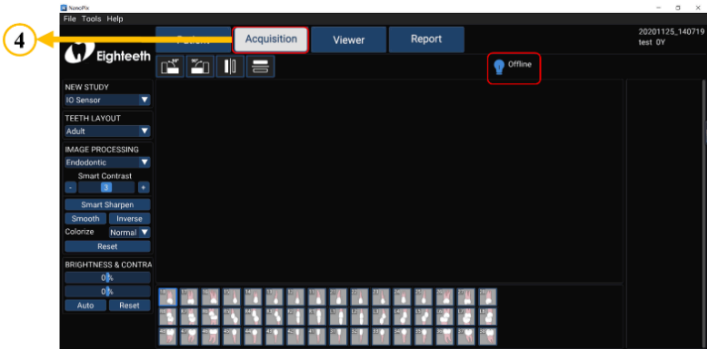 NanoPix
File Tools Help
4
Eighteeth
Patient
Acquisition
Viewer
Report
20201125_140719
test 0Y
Offline
NEW STUDY
IO Sensor
TEETH LAYOUT
Adult
IMAGE PROCESSING
Endodontic
Smart Contrast
- 3 +
Smart Sharpen
Smooth Inverse
Colorize Normal
Reset
BRIGHTNESS & CONTRA
0%
0%
Auto Reset